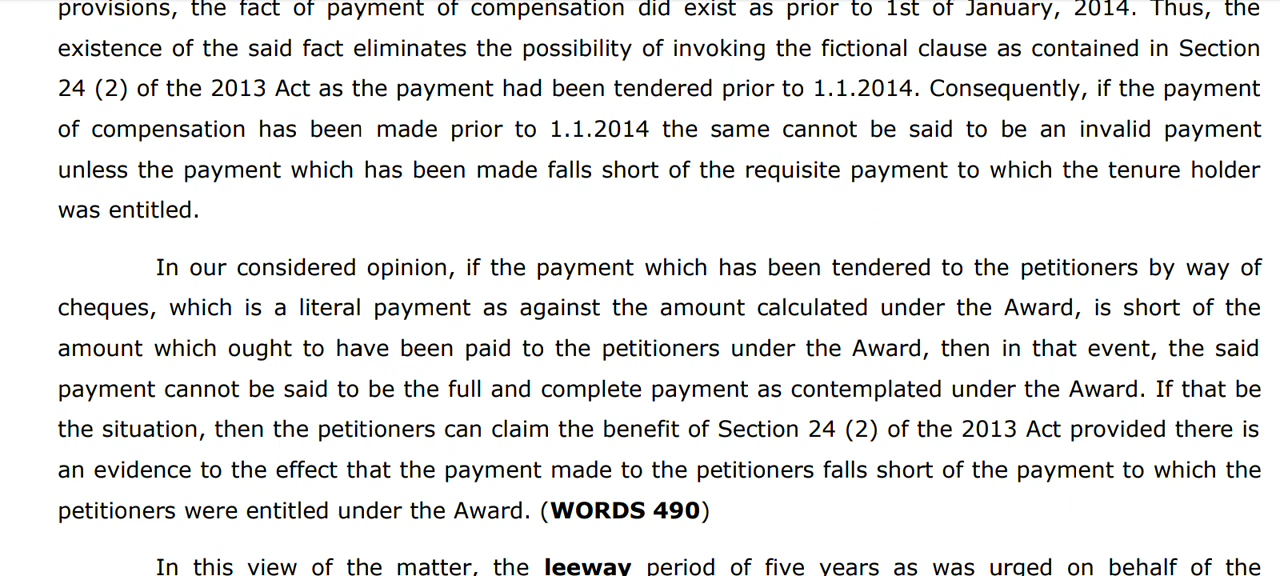 provisions, the fact of payment of compensation did exist as prior to 1st of January, 2014. Thus, the
existence of the said fact eliminates the possibility of invoking the fictional clause as contained in Section
24 (2) of the 2013 Act as the payment had been tendered prior to 1.1.2014. Consequently, if the payment
of compensation has been made prior to 1.1.2014 the same cannot be said to be an invalid payment
unless the payment which has been made falls short of the requisite payment to which the tenure holder
was entitled.
In our considered opinion, if the payment which has been tendered to the petitioners by way of
cheques, which is a literal payment as against the amount calculated under the Award, is short of the
amount which ought to have been paid to the petitioners under the Award, then in that event, the said
payment cannot be said to be the full and complete payment as contemplated under the Award. If that be
the situation, then the petitioners can claim the benefit of Section 24 (2) of the 2013 Act provided there is
an evidence to the effect that the payment made to the petitioners falls short of the payment to which the
petitioners were entitled under the Award. (WORDS 490)
In this view of the matter, the leeway period of five years as was urged on behalf of the